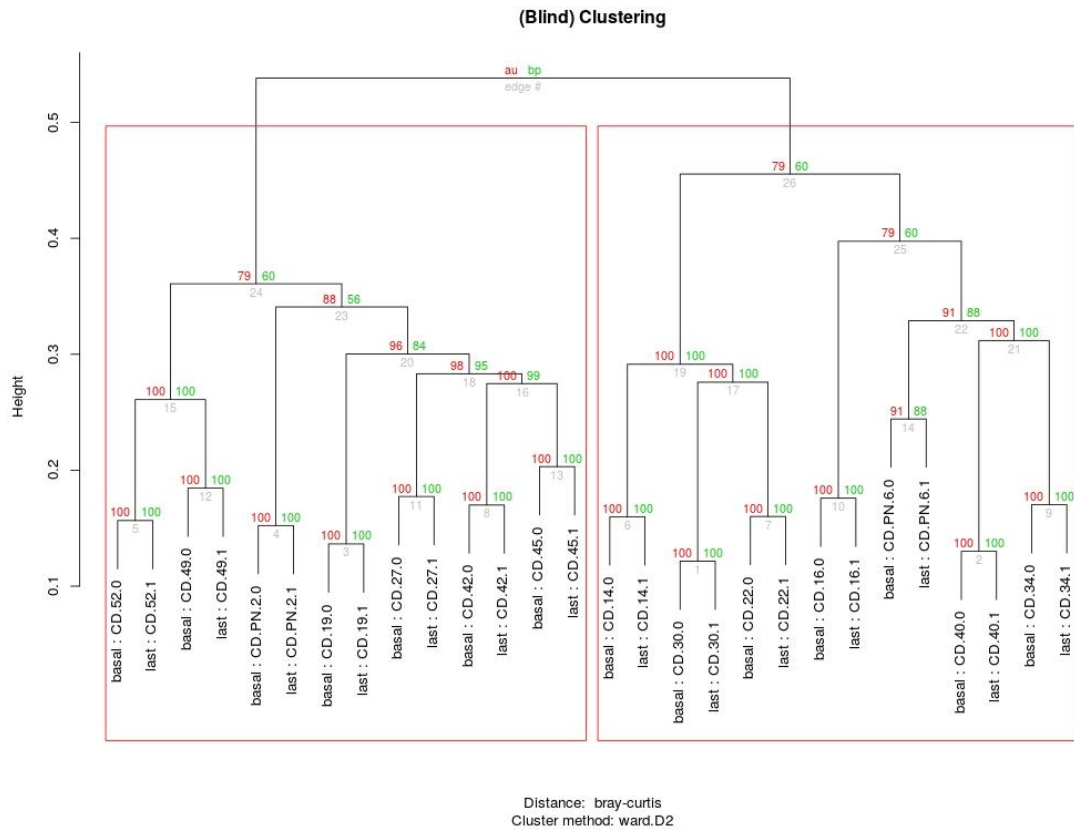 (Blind) Clustering
au bp
edge #
0.5
79 60
26
0.4
79 60
25
79 60
24
88 56
23
91 88
22
100 100
21
0.3
96 84
20
98 95
18
100 99
16
100 100
19
100 100
17
Height
100 100
15
91 88
14
0.2
100 100
13
100 100
12
100 100
11
100 100
10
100 100
8
100 100
9
100 100
5
100 100
4
100 100
3
100 100
6
100 100
7
100 100
2
100 100
1
0.1
basal : CD.52.0
last : CD.52.1
basal : CD.49.0
last : CD.49.1
basal : CD.PN.2.0
last : CD.PN.2.1
basal : CD.19.0
last : CD.19.1
basal : CD.27.0
last : CD.27.1
basal : CD.42.0
last : CD.42.1
basal : CD.45.0
last : CD.45.1
basal : CD.14.0
last : CD.14.1
basal : CD.30.0
last : CD.30.1
basal : CD.22.0
last : CD.22.1
basal : CD.16.0
last : CD.16.1
basal : CD.PN.6.0
last : CD.PN.6.1
basal : CD.40.0
last : CD.40.1
basal : CD.34.0
last : CD.34.1
Distance: bray-curtis
Cluster method: ward.D2